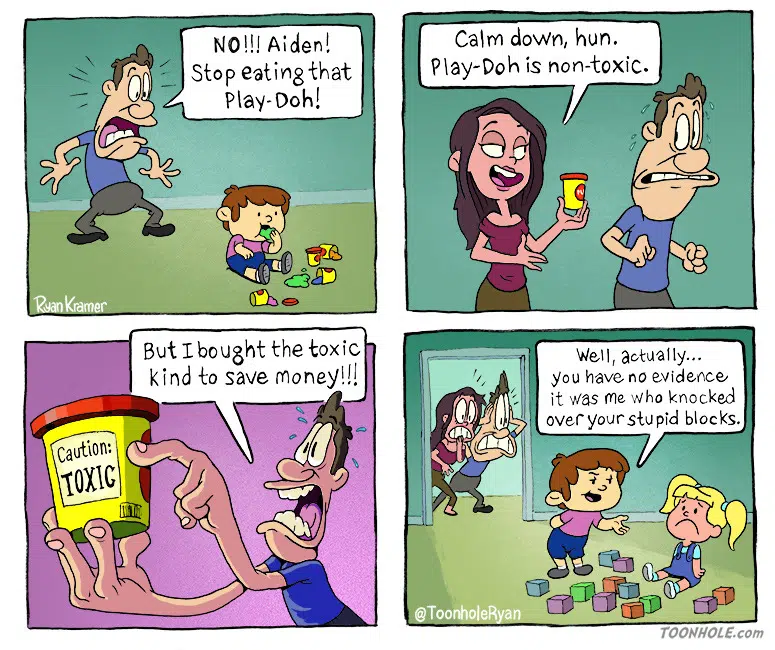 NO!!! Aiden!
Stop eating that
Play-Doh!
Ryan Kramer
Calm down, hun.
Play-Doh is non-toxic.
But I bought the toxic
kind to save money!!!
Caution:
TOXIC
Well, actually...
you have no evidence
it was me who knocked
over your stupid blocks.
@ToonholeRyan
TOONHOLE.com